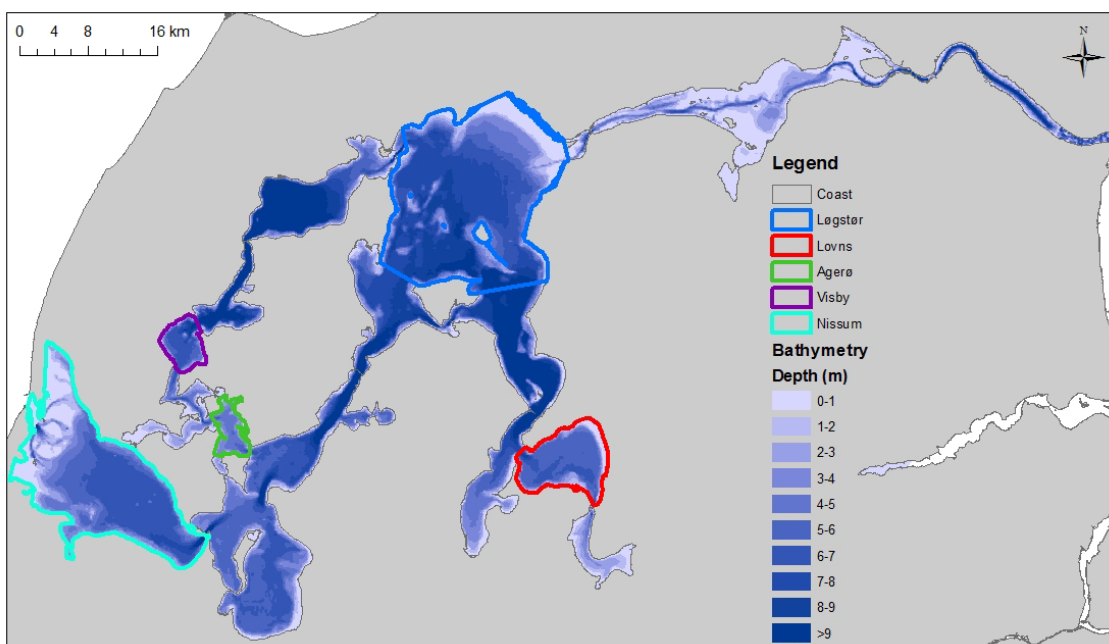 0 4 8 16 km
N
Legend
Coast
Løgstør
Lovns
Agerø
Visby
Nissum
Bathymetry
Depth (m)
0-1
1-2
2-3
3-4
4-5
5-6
6-7
7-8
8-9
>9